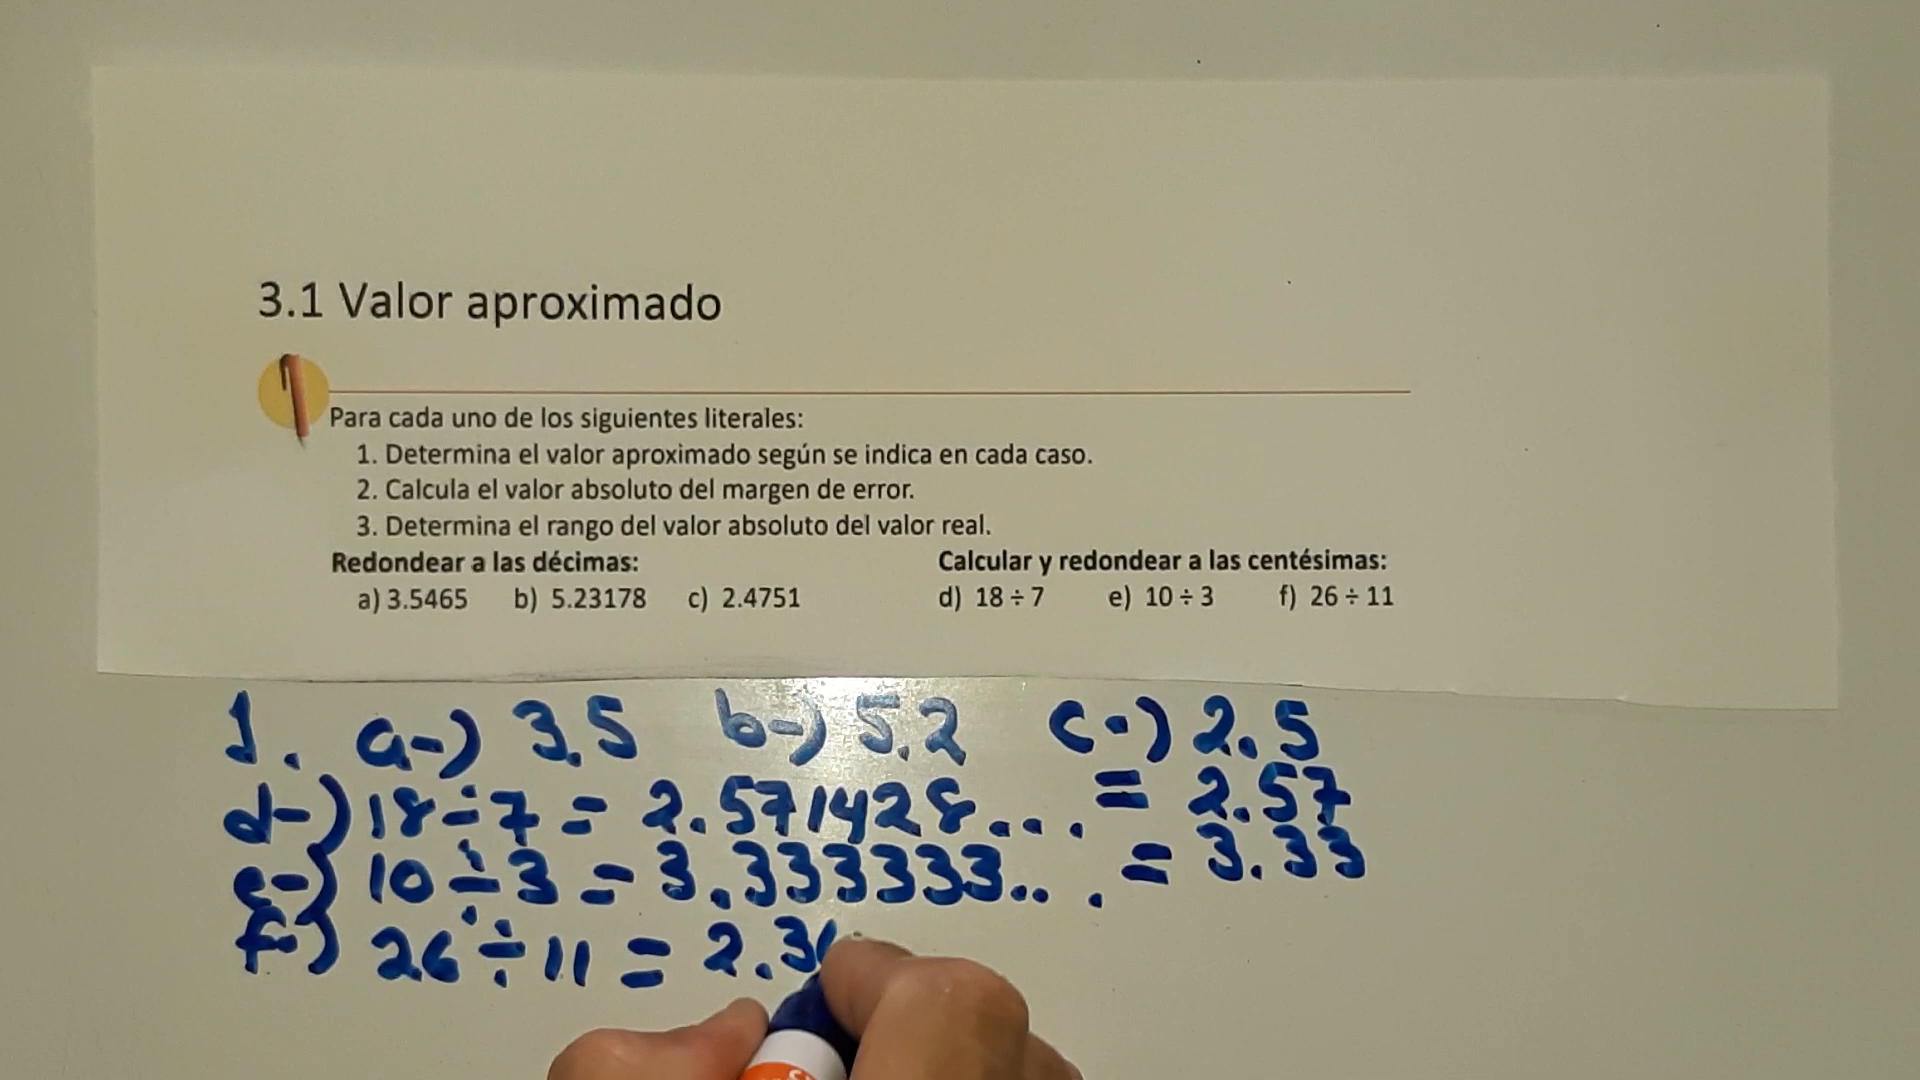 3.1 Valor aproximado
Para cada uno de los siguientes literales:
1. Determina el valor aproximado según se indica en cada caso.
2. Calcula el valor absoluto del margen de error.
3. Determina el rango del valor absoluto del valor real.
Redondear a las décimas: Calcular y redondear a las centésimas:
a) 3.5465 b) 5.23178 c) 2.4751 d) 18 ÷ 7 e) 10 ÷ 3 f) 26 ÷ 11
1. a-) 3.5 b-) 5.2 c-) 2.5
d-) 18 ÷ 7 = 2.571428... = 2.57
e-) 10 ÷ 3 = 3.333333... = 3.33
f-) 26 ÷ 11 = 2.3